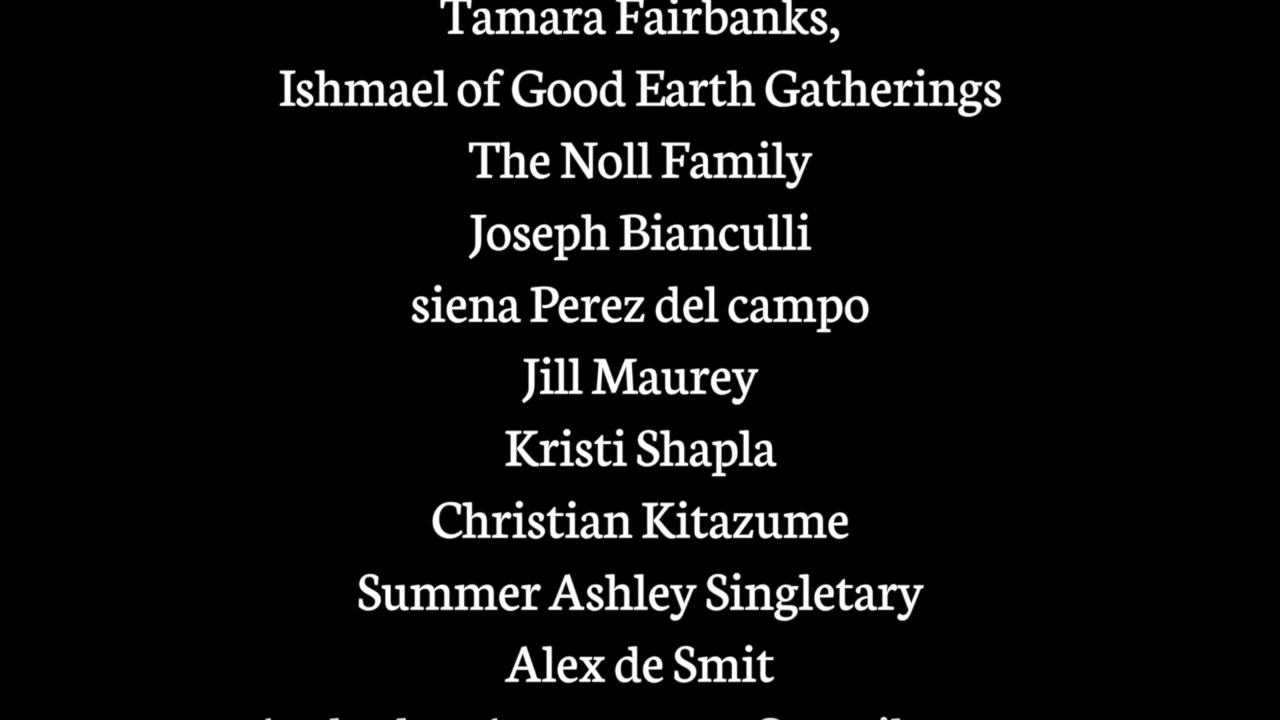 Tamara Fairbanks,
Ishmael of Good Earth Gatherings
The Noll Family
Joseph Bianculli
siena Perez del campo
Jill Maurey
Kristi Shapla
Christian Kitazume
Summer Ashley Singletary
Alex de Smit